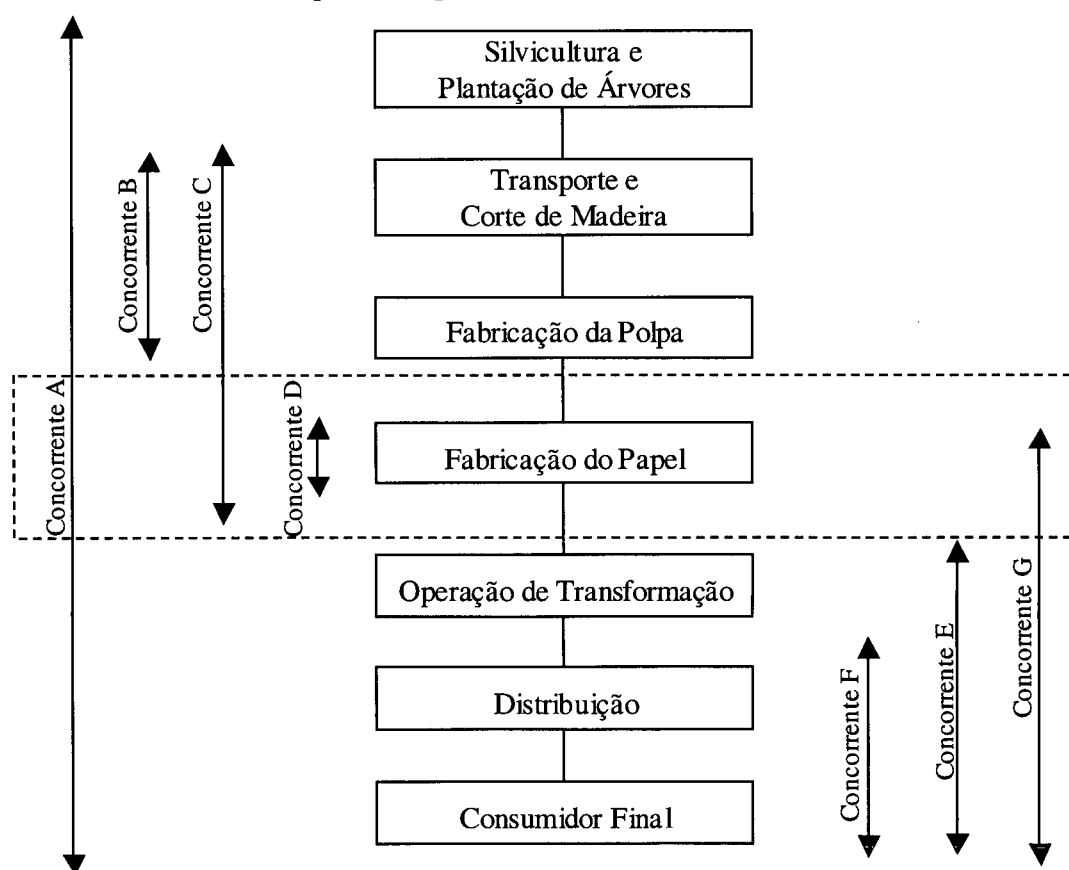 Silvicultura e
Plantação de Árvores
Transporte e
Corte de Madeira
Fabricação da Polpa
Fabricação do Papel
Operação de Transformação
Distribuição
Consumidor Final
Concorrente A
Concorrente B
Concorrente C
Concorrente D
Concorrente F
Concorrente E
Concorrente G